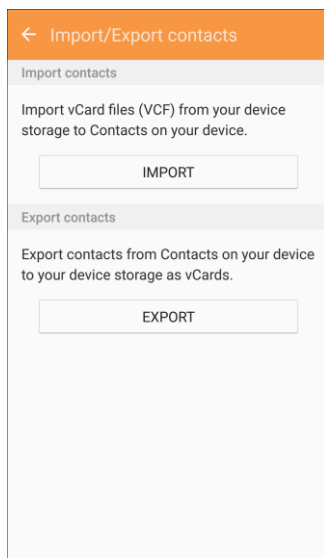 Import/Export contacts
Import contacts
Import vCard files (VCF) from your device
storage to Contacts on your device.
IMPORT
Export contacts
Export contacts from Contacts on your device
to your device storage as vCards.
EXPORT